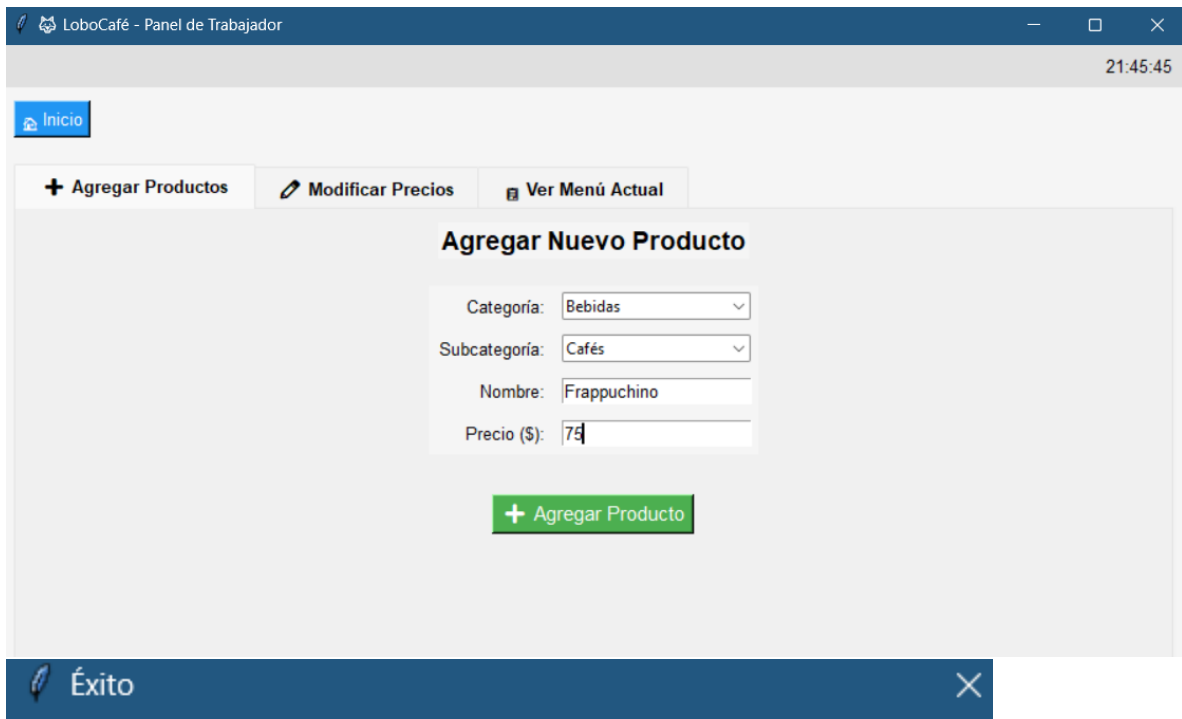 LoboCafé - Panel de Trabajador
21:45:45
Inicio
Agregar Productos Modificar Precios Ver Menú Actual
Agregar Nuevo Producto
Categoría: Bebidas
Subcategoría: Cafés
Nombre: Frappuchino
Precio ($): 75
Agregar Producto
Éxito